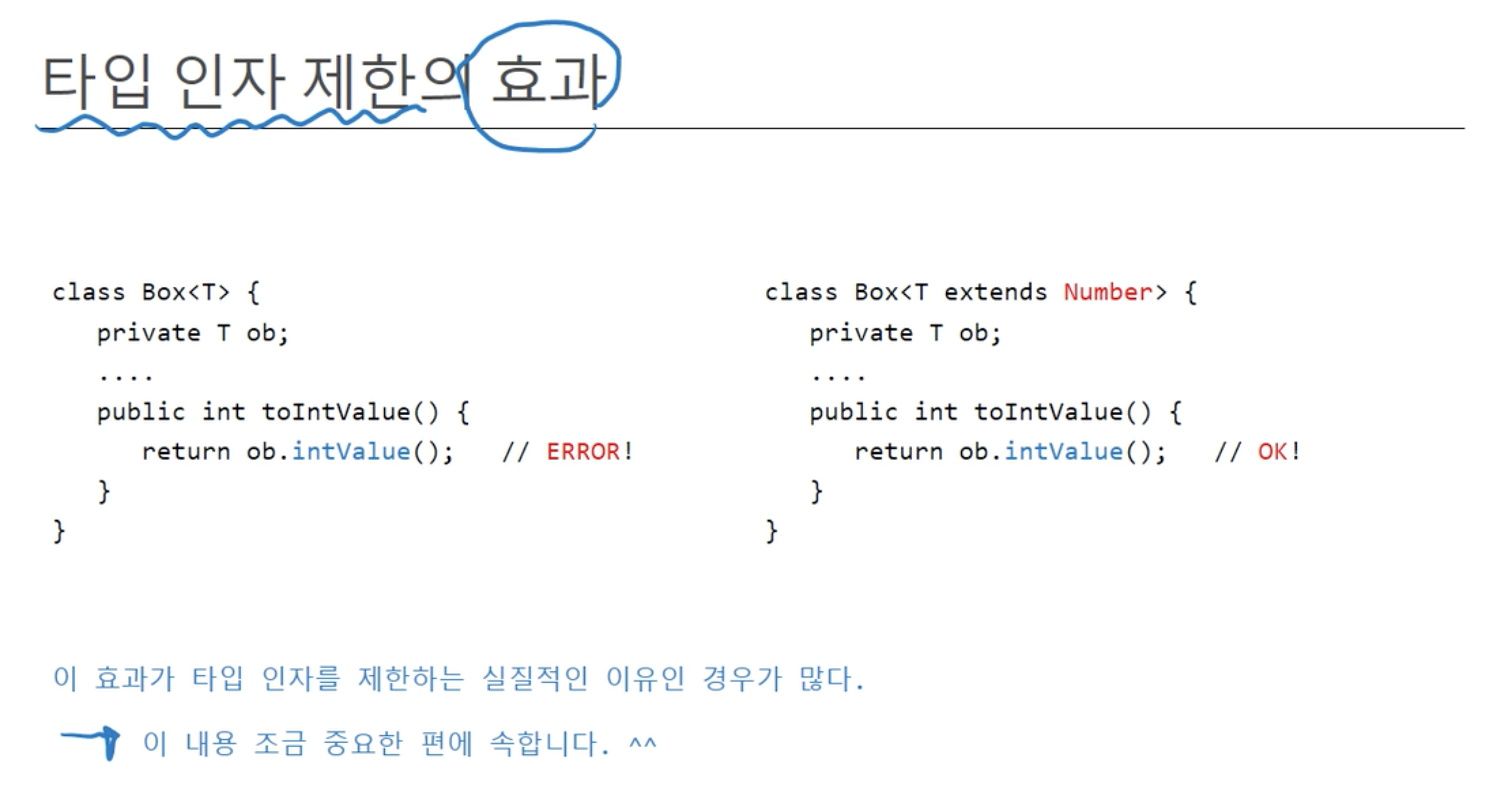 타입 인자 제한의 효과
class Box<T> {
private T ob;
....
public int toIntValue() {
return ob.intValue(); // ERROR!
}
}
class Box<T extends Number> {
private T ob;
....
public int toIntValue() {
return ob.intValue(); // OK!
}
}
이 효과가 타입 인자를 제한하는 실질적인 이유인 경우가 많다.
이 내용 조금 중요한 편에 속합니다. ^^